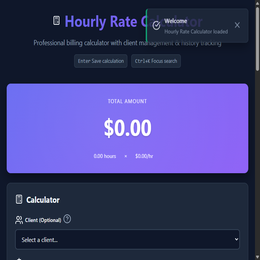 Hourly Rate Calculator
Welcome
Hourly Rate Calculator loaded
Professional billing calculator with client management & history tracking
Enter Save calculation
Ctrl+K Focus search
TOTAL AMOUNT
$0.00
0.00 hours × $0.00/hr
Calculator
Client (Optional) ?
Select a client...